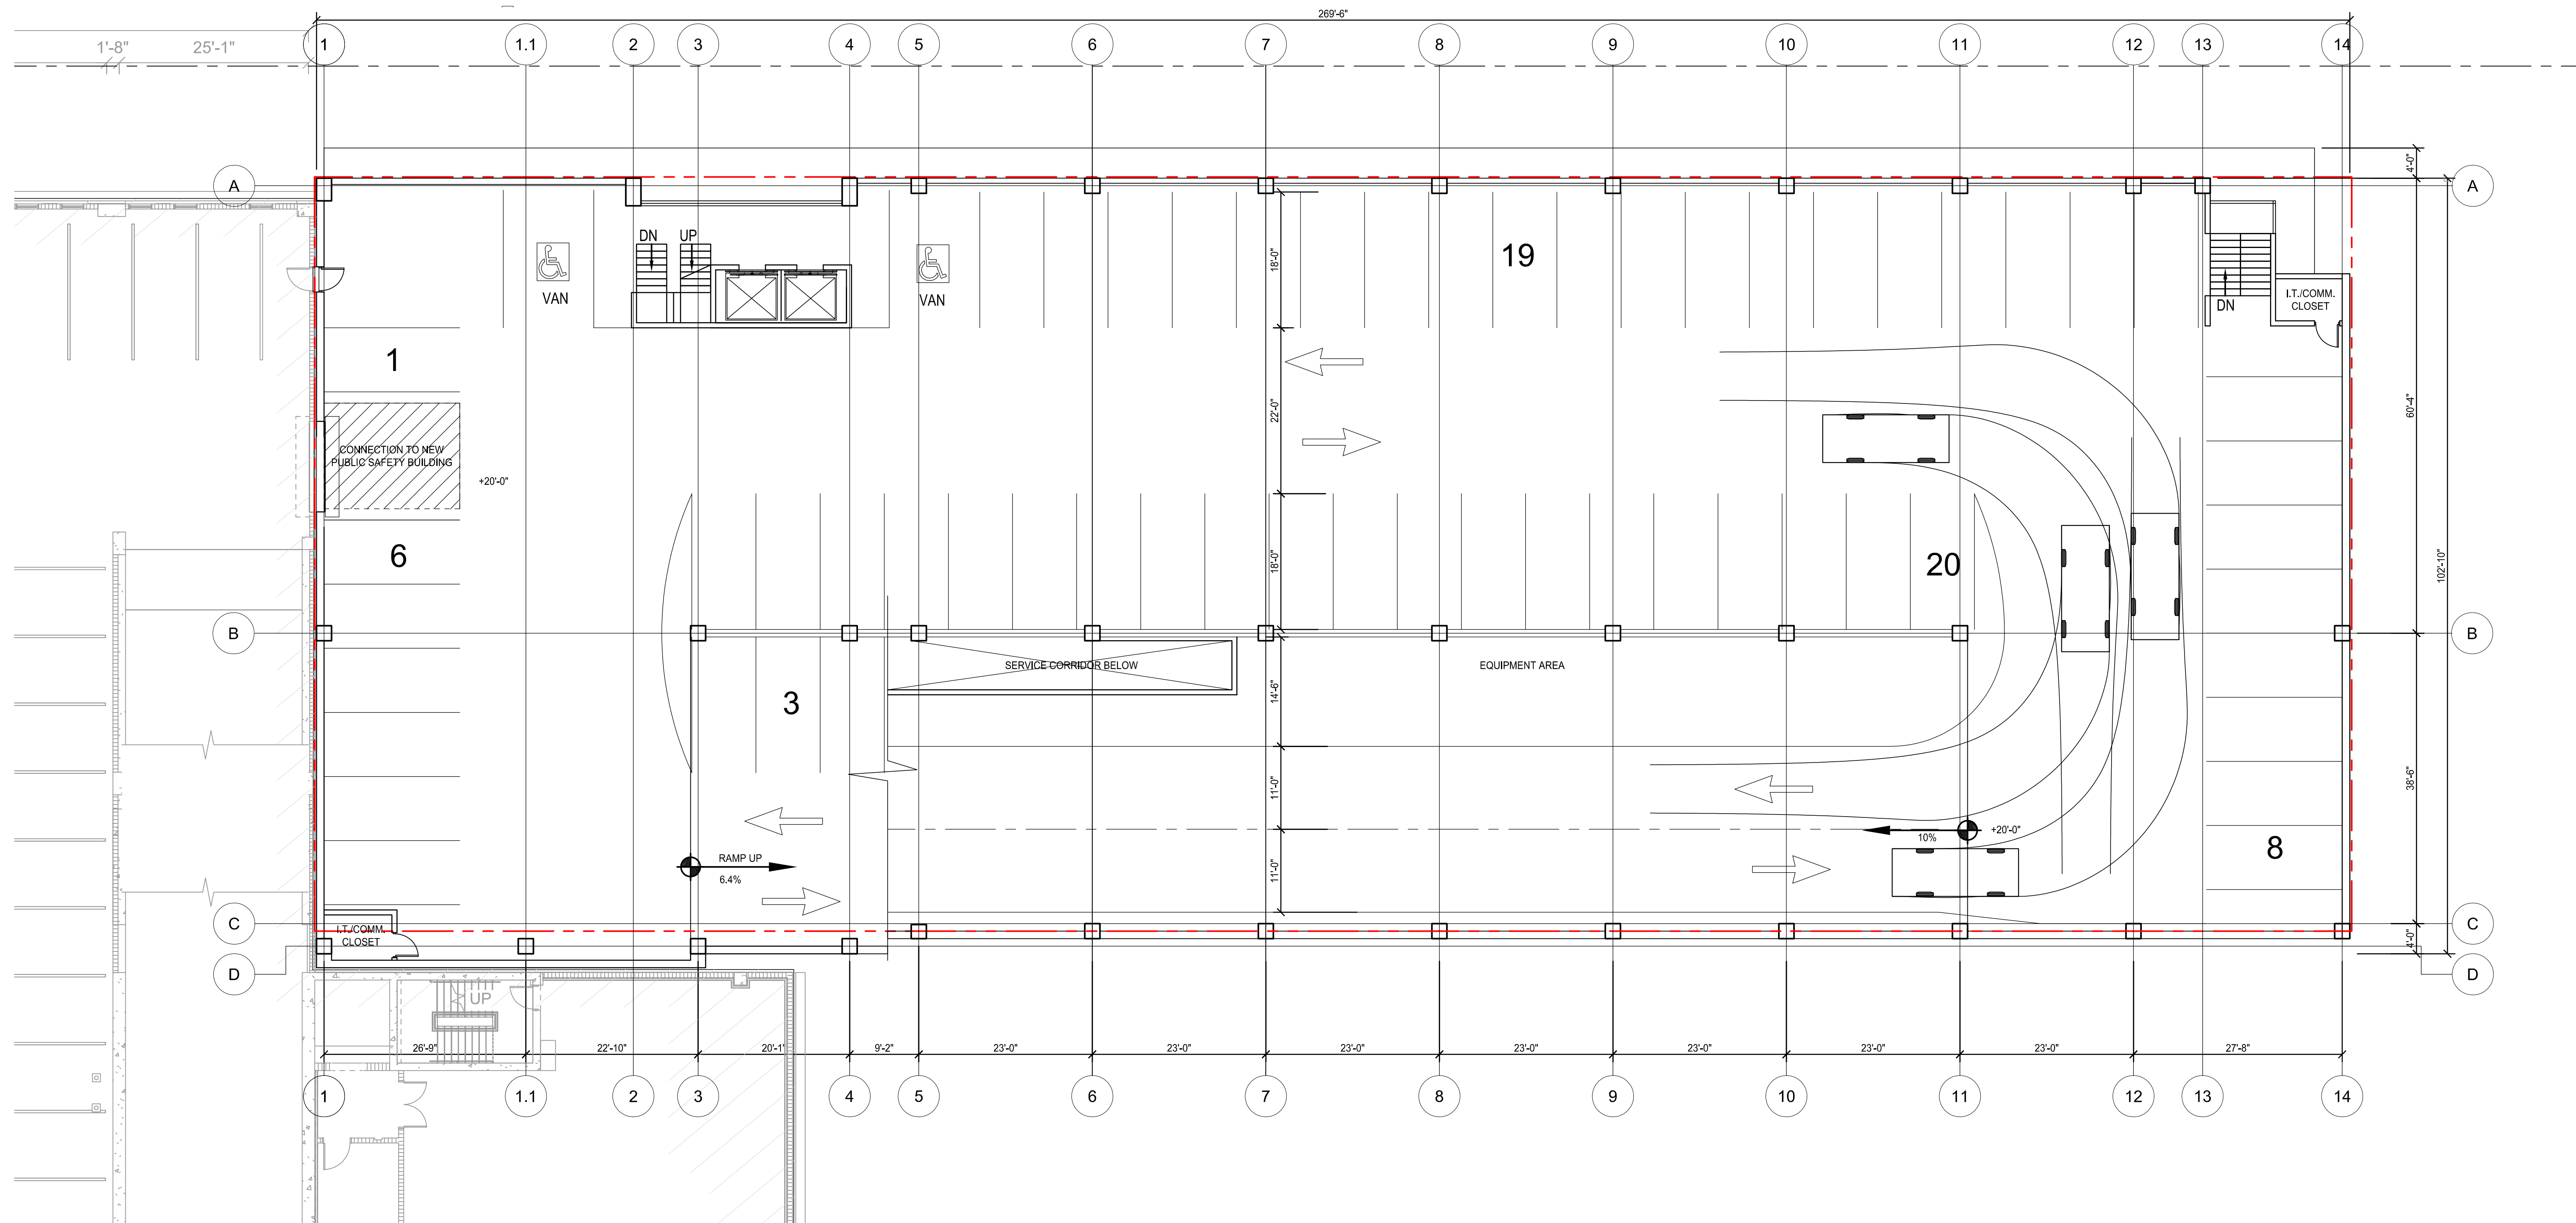 269'-6"
1'-8"
25'-1"
1
1.1
2
3
4
5
6
7
8
9
10
11
12
13
14
4'-0"
A
A
DN
UP
19
18'-0"
VAN
VAN
I.T./COMM.
CLOSET
DN
1
22'-0"
60'-4"
CONNECTION TO NEW
PUBLIC SAFETY BUILDING
+20'-0"
6
18'-0"
20
102'-10"
B
B
SERVICE CORRIDOR BELOW
EQUIPMENT AREA
14'-6"
3
11'-0"
38'-6"
10%
+20'-0"
RAMP UP
6.4%
8
11'-0"
C
C
I.T./COMM.
CLOSET
4'-0"
D
D
UP
26'-9"
22'-10"
20'-1"
9'-2"
23'-0"
23'-0"
23'-0"
23'-0"
23'-0"
23'-0"
23'-0"
27'-8"
1
1.1
2
3
4
5
6
7
8
9
10
11
12
13
14